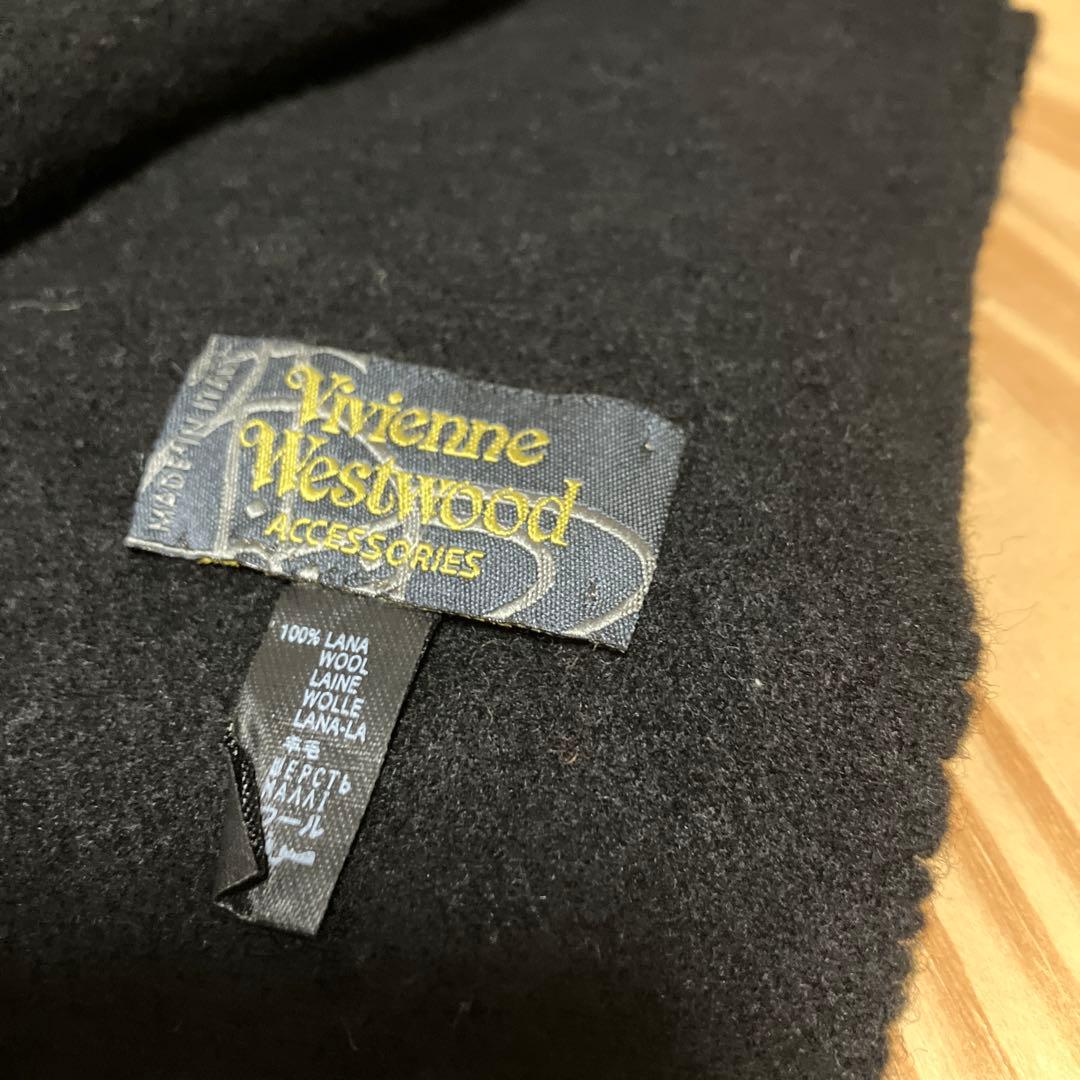 MADE IN ITALY
Vivienne
Westwood
ACCESSORIES
100% LANA
WOOL
LAINE
WOLLE
LANA-LA
羊毛
ШЕРСТЬ
ΜΑΛΛΙ
ウール